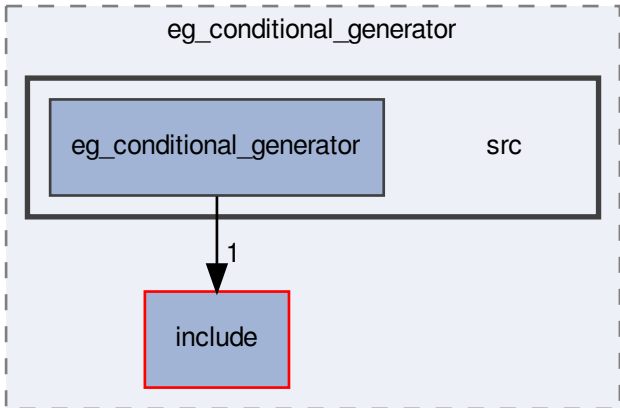 eg_conditional_generator
eg_conditional_generator
src
1
include